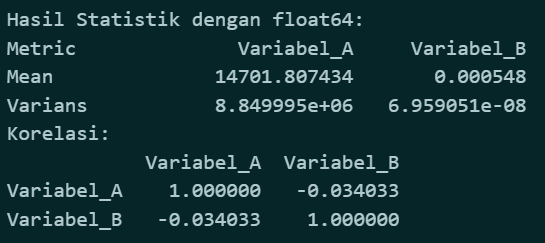 Hasil Statistik dengan float64:
Metric Variabel_A Variabel_B
Mean 14701.807434 0.000548
Varians 8.849995e+06 6.959051e-08
Korelasi:
Variabel_A Variabel_B
Variabel_A 1.000000 -0.034033
Variabel_B -0.034033 1.000000